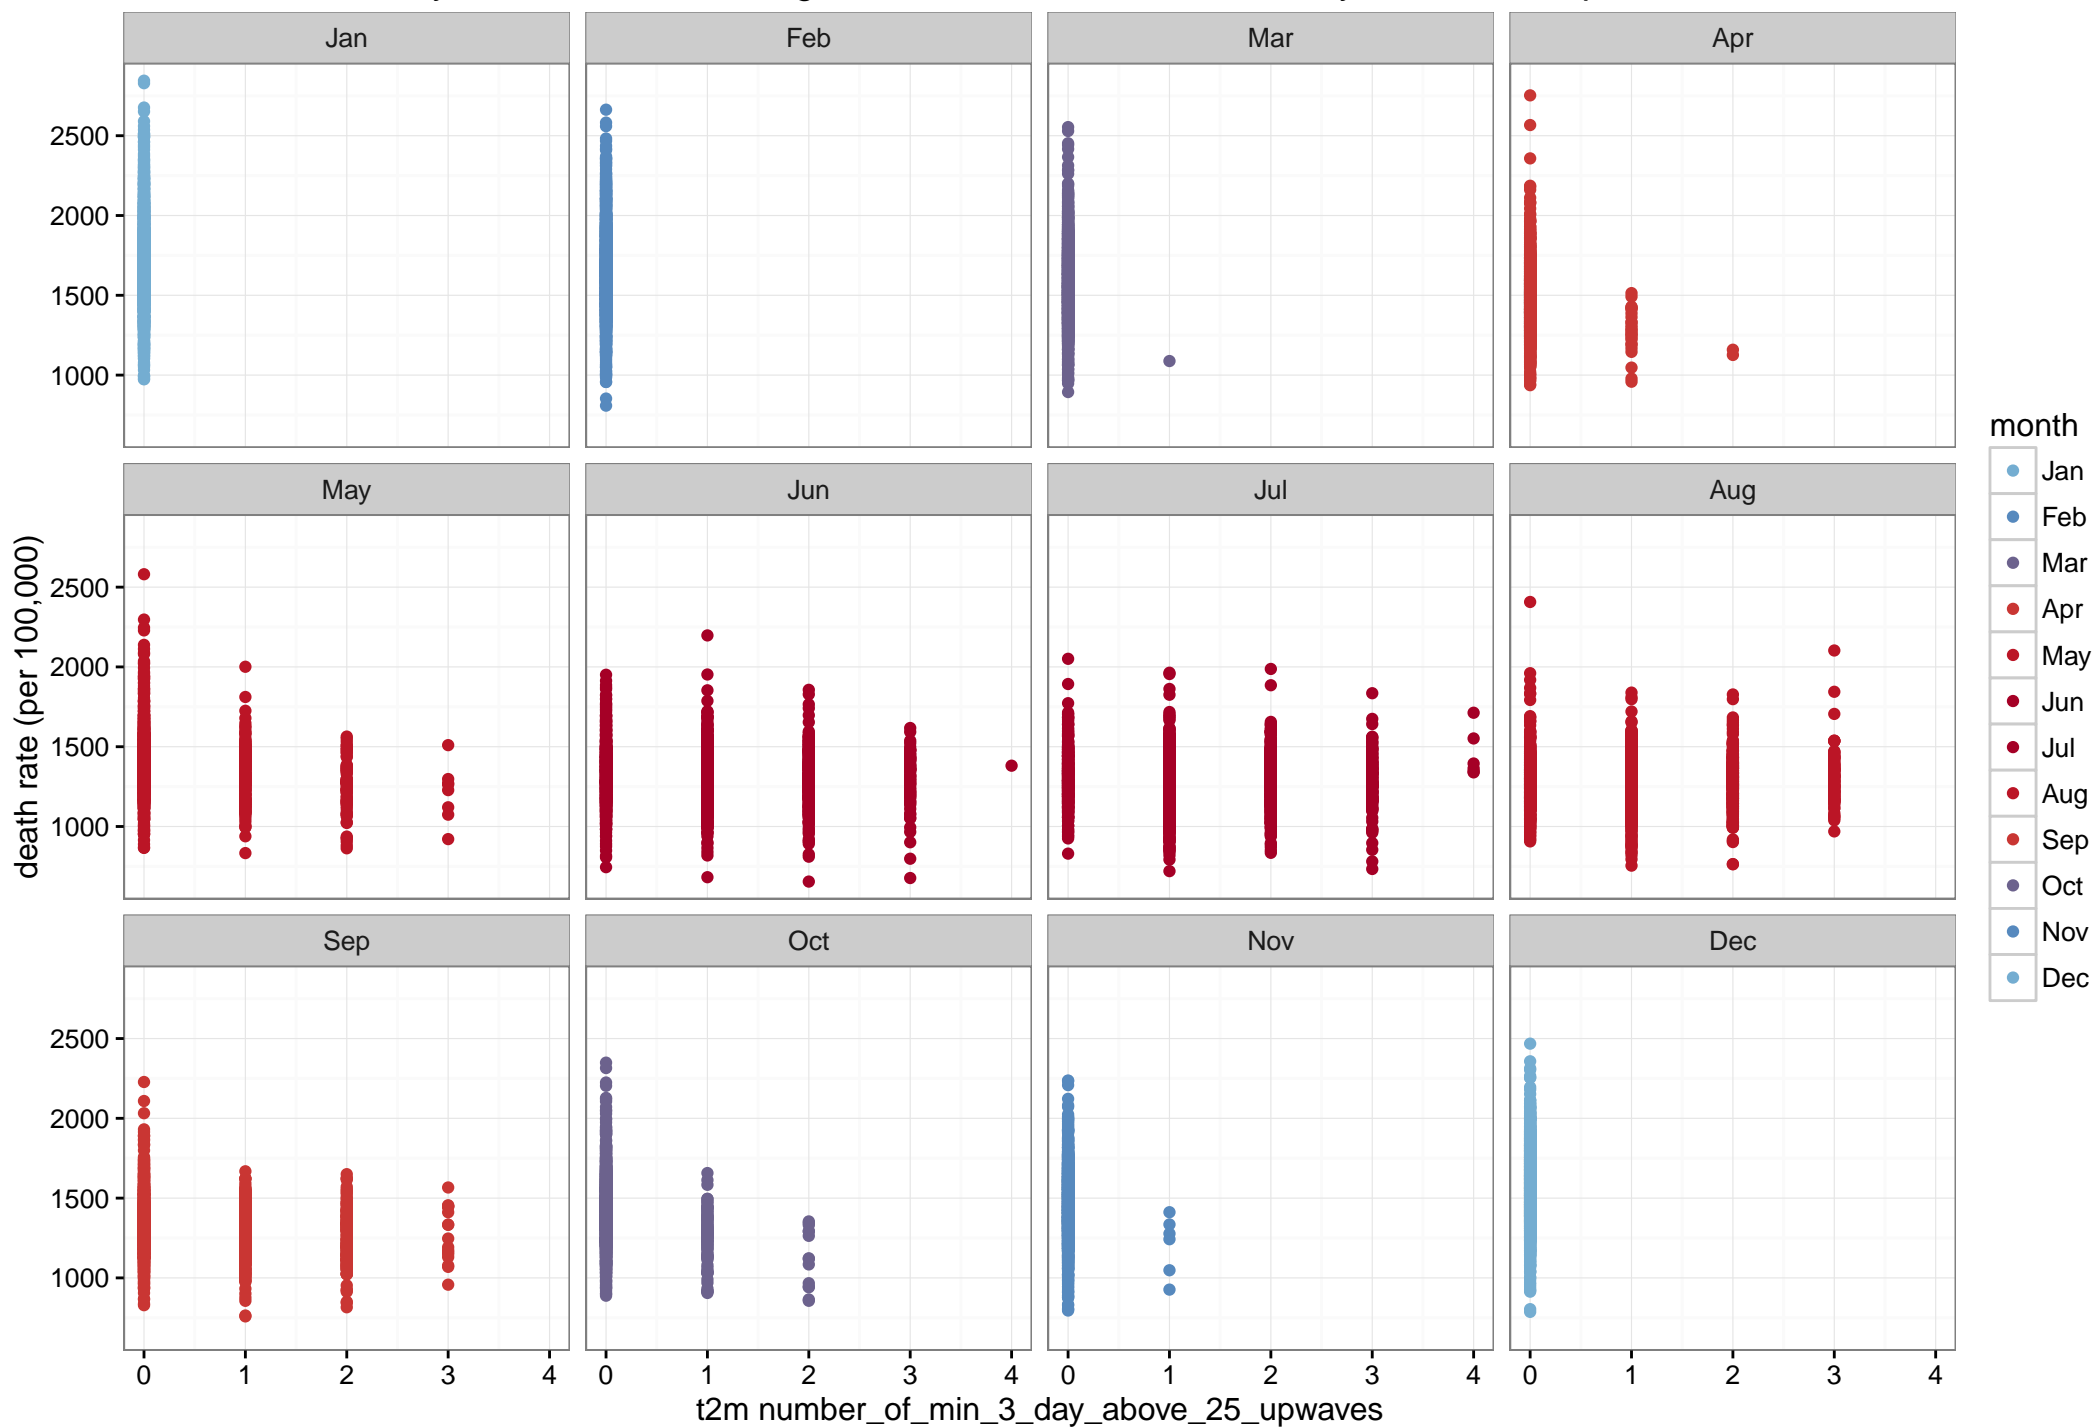 Jan Feb Mar Apr
2500
2000
1500
1000
May Jun Jul Aug
2500
2000
1500
1000
Sep Oct Nov Dec
2500
2000
1500
1000
0 1 2 3 4 0 1 2 3 4 0 1 2 3 4 0 1 2 3 4
t2m number_of_min_3_day_above_25_upwaves
death rate (per 100,000)
month
Jan
Feb
Mar
Apr
May
Jun
Jul
Aug
Sep
Oct
Nov
Dec